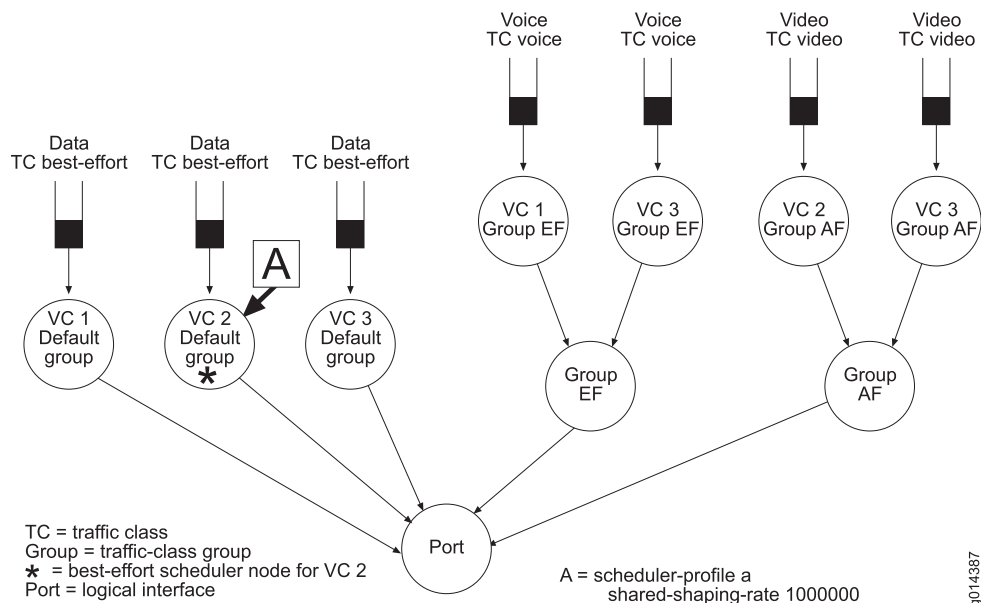 Voice
TC voice
Voice
TC voice
Video
TC video
Video
TC video
Data
TC best-effort
Data
TC best-effort
Data
TC best-effort
VC 1
Group EF
VC 3
Group EF
VC 2
Group AF
VC 3
Group AF
A
VC 1
Default
group
VC 2
Default
group
*
VC 3
Default
group
Group
EF
Group
AF
Port
TC = traffic class
Group = traffic-class group
* = best-effort scheduler node for VC 2
Port = logical interface
A = scheduler-profile a
shared-shaping-rate 1000000
g014387